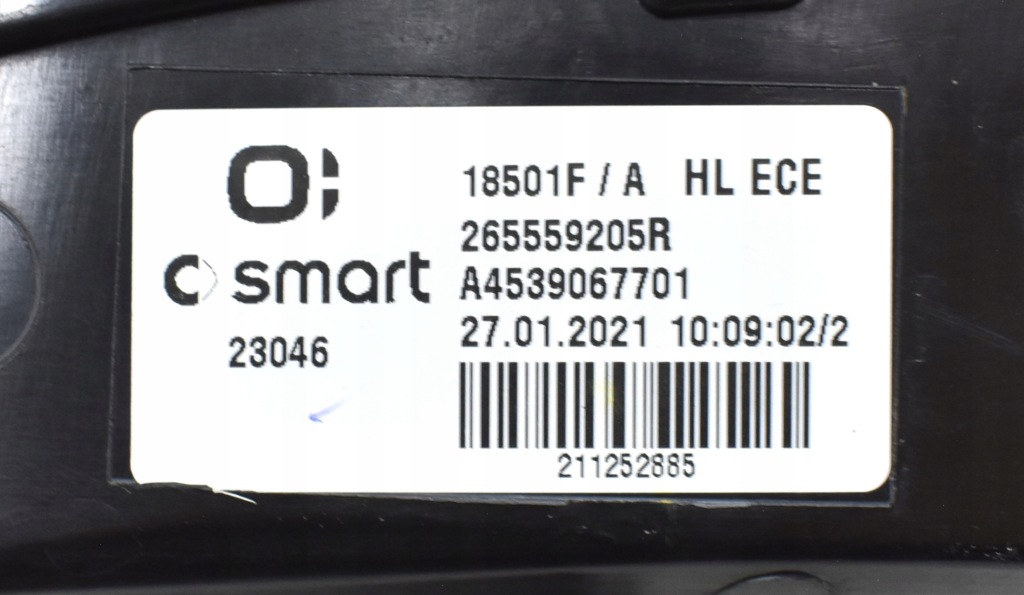 18501F / A HL ECE
265559205R
A4539067701
27.01.2021 10:09:02/2
smart
23046
211252885